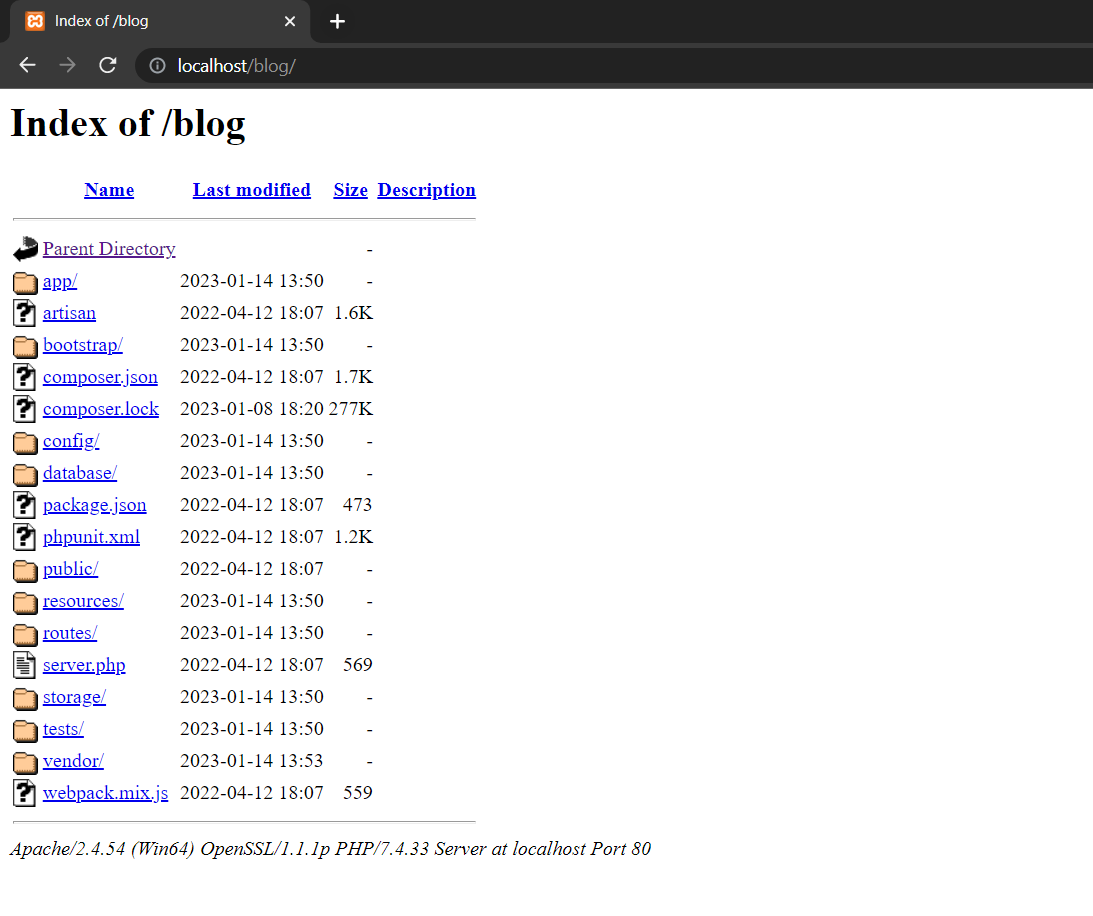 Index of /blog
localhost/blog/
Index of /blog
Name Last modified Size Description
Parent Directory -
app/ 2023-01-14 13:50 -
artisan 2022-04-12 18:07 1.6K
bootstrap/ 2023-01-14 13:50 -
composer.json 2022-04-12 18:07 1.7K
composer.lock 2023-01-08 18:20 277K
config/ 2023-01-14 13:50 -
database/ 2023-01-14 13:50 -
package.json 2022-04-12 18:07 473
phpunit.xml 2022-04-12 18:07 1.2K
public/ 2022-04-12 18:07 -
resources/ 2023-01-14 13:50 -
routes/ 2023-01-14 13:50 -
server.php 2022-04-12 18:07 569
storage/ 2023-01-14 13:50 -
tests/ 2023-01-14 13:50 -
vendor/ 2023-01-14 13:53 -
webpack.mix.js 2022-04-12 18:07 559
Apache/2.4.54 (Win64) OpenSSL/1.1.1p PHP/7.4.33 Server at localhost Port 80